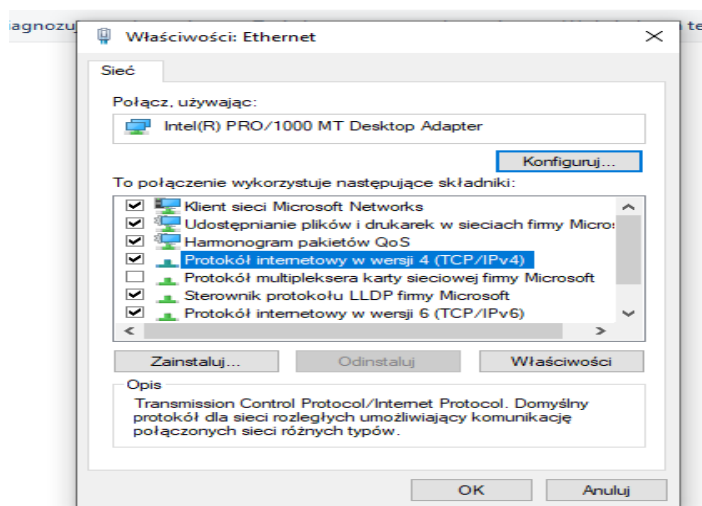 iagnozuj
te
Właściwości: Ethernet
Sieć
Połącz, używając:
Intel(R) PRO/1000 MT Desktop Adapter
Konfiguruj...
To połączenie wykorzystuje następujące składniki:
Klient sieci Microsoft Networks
Udostępnianie plików i drukarek w sieciach firmy Micro
Harmonogram pakietów QoS
Protokół internetowy w wersji 4 (TCP/IPv4)
Protokół multipleksera karty sieciowej firmy Microsoft
Sterownik protokołu LLDP firmy Microsoft
Protokół internetowy w wersji 6 (TCP/IPv6)
Zainstaluj...
Odinstaluj
Właściwości
Opis
Transmission Control Protocol/Internet Protocol. Domyślny
protokół dla sieci rozległych umożliwiający komunikację
połączonych sieci różnych typów.
OK
Anuluj